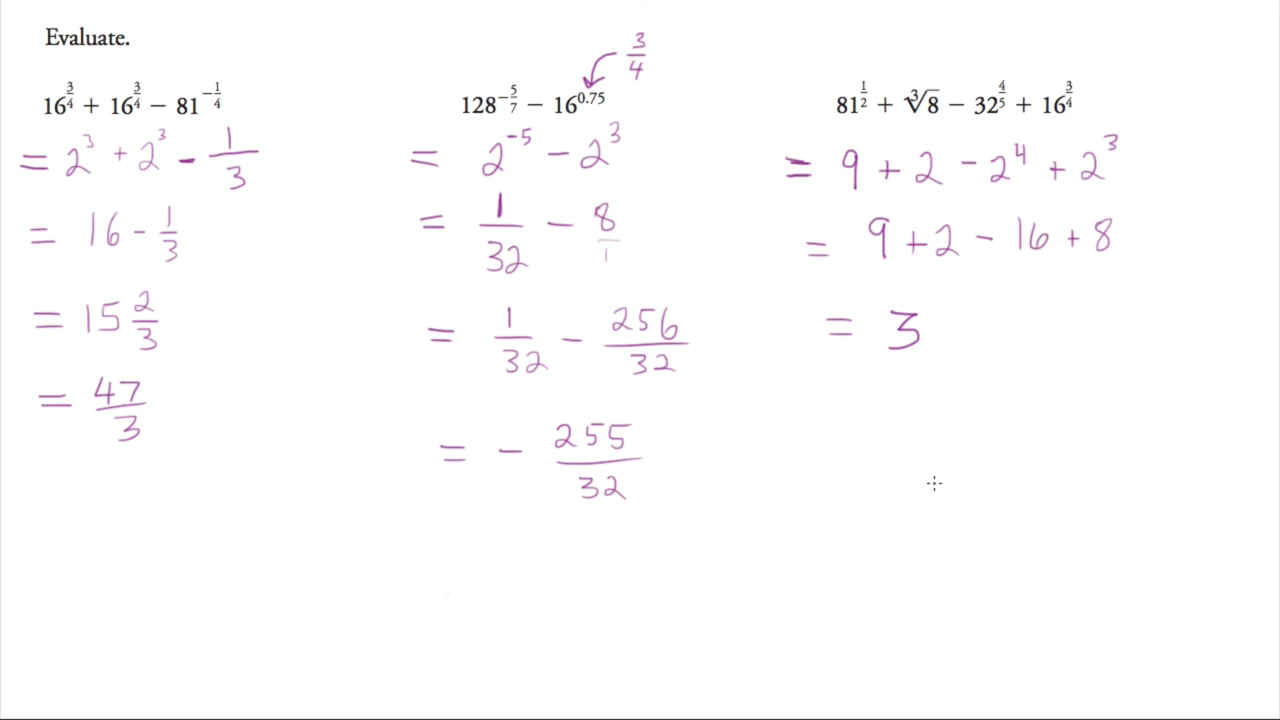 Evaluate.
3/4
16^(3/4) + 16^(3/4) − 81^(−1/4)
= 2^3 + 2^3 - 1/3
= 16 - 1/3
= 15 2/3
= 47/3
128^(−5/7) − 16^0.75
= 2^-5 - 2^3
= 1/32 - 8/1
= 1/32 - 256/32
= - 255/32
81^(1/2) + ∛8 − 32^(4/5) + 16^(3/4)
= 9 + 2 - 2^4 + 2^3
= 9 + 2 - 16 + 8
= 3